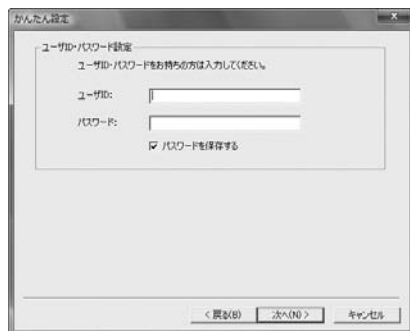 かんたん設定
ユーザID・パスワード設定
ユーザID・パスワードをお持ちの方は入力してください。
ユーザID:
パスワード:
パスワードを保存する
< 戻る(B)
次へ(N) >
キャンセル